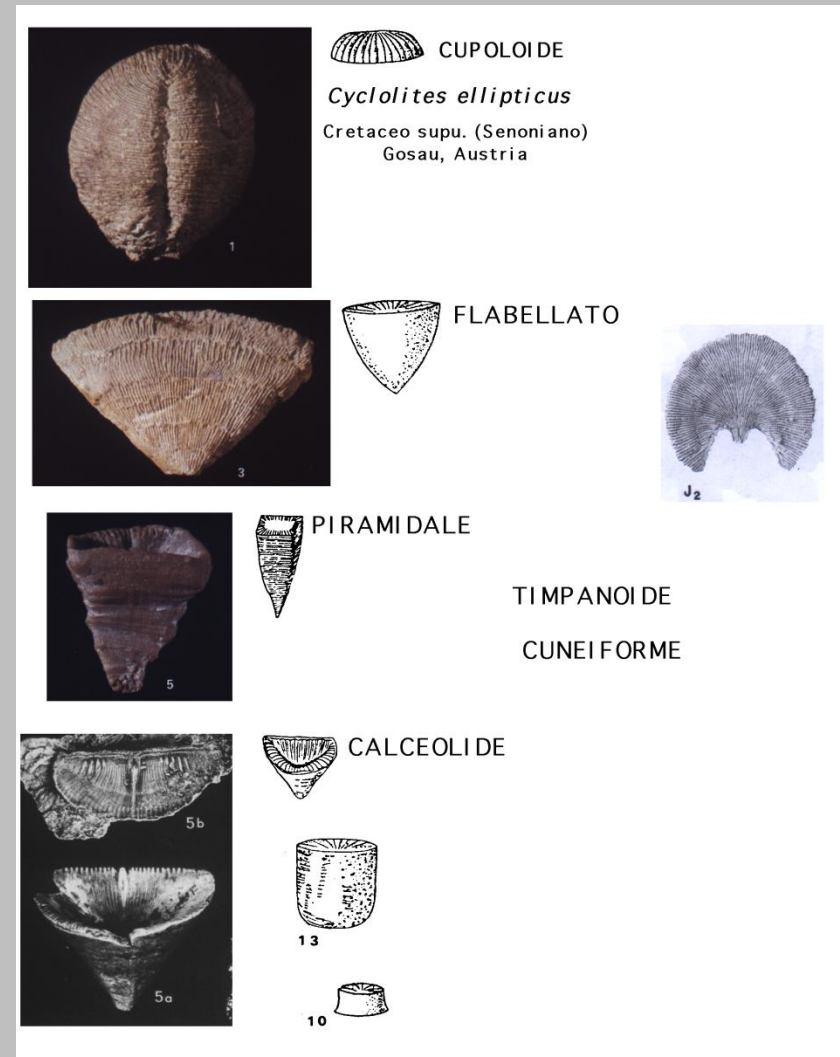 CUPOLOIDE
Cyclolites ellipticus
Cretaceo supu. (Senoniano)
Gosau, Austria
1
FLABELLATO
3
J2
PIRAMIDALE
TIMPANOIDE
CUNEIFORME
5
CALCEOLIDE
5b
13
5a
10